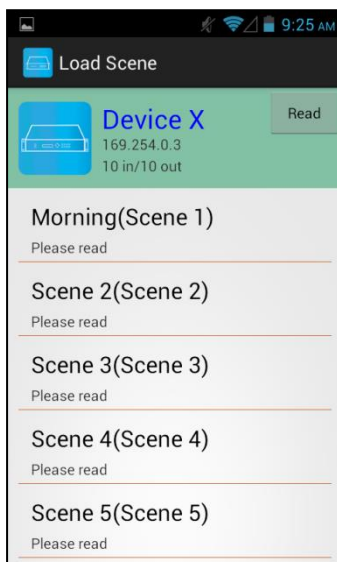 9:25 AM
Load Scene
Device X
Read
169.254.0.3
10 in/10 out
Morning(Scene 1)
Please read
Scene 2(Scene 2)
Please read
Scene 3(Scene 3)
Please read
Scene 4(Scene 4)
Please read
Scene 5(Scene 5)
Please read